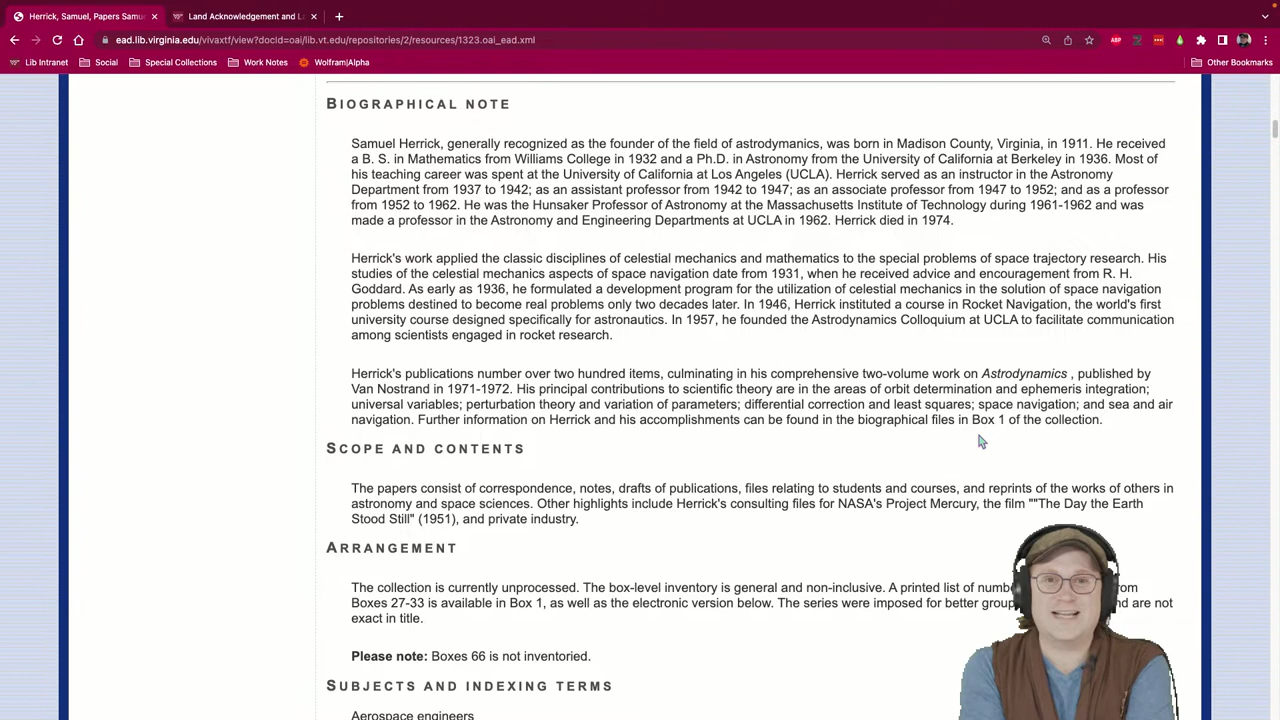 Herrick, Samuel, Papers Samu
Land Acknowledgement and L
ead.lib.virginia.edu/vivaxtf/view?docId=oai/lib.vt.edu/repositories/2/resources/1323.oai_ead.xml
ABP
Lib Intranet
Social
Special Collections
Work Notes
Wolfram|Alpha
Other Bookmarks
BIOGRAPHICAL NOTE
Samuel Herrick, generally recognized as the founder of the field of astrodymanics, was born in Madison County, Virginia, in 1911. He received
a B. S. in Mathematics from Williams College in 1932 and a Ph.D. in Astronomy from the University of California at Berkeley in 1936. Most of
his teaching career was spent at the University of California at Los Angeles (UCLA). Herrick served as an instructor in the Astronomy
Department from 1937 to 1942; as an assistant professor from 1942 to 1947; as an associate professor from 1947 to 1952; and as a professor
from 1952 to 1962. He was the Hunsaker Professor of Astronomy at the Massachusetts Institute of Technology during 1961-1962 and was
made a professor in the Astronomy and Engineering Departments at UCLA in 1962. Herrick died in 1974.
Herrick's work applied the classic disciplines of celestial mechanics and mathematics to the special problems of space trajectory research. His
studies of the celestial mechanics aspects of space navigation date from 1931, when he received advice and encouragement from R. H.
Goddard. As early as 1936, he formulated a development program for the utilization of celestial mechanics in the solution of space navigation
problems destined to become real problems only two decades later. In 1946, Herrick instituted a course in Rocket Navigation, the world's first
university course designed specifically for astronautics. In 1957, he founded the Astrodynamics Colloquium at UCLA to facilitate communication
among scientists engaged in rocket research.
Herrick's publications number over two hundred items, culminating in his comprehensive two-volume work on Astrodynamics , published by
Van Nostrand in 1971-1972. His principal contributions to scientific theory are in the areas of orbit determination and ephemeris integration;
universal variables; perturbation theory and variation of parameters; differential correction and least squares; space navigation; and sea and air
navigation. Further information on Herrick and his accomplishments can be found in the biographical files in Box 1 of the collection.
SCOPE AND CONTENTS
The papers consist of correspondence, notes, drafts of publications, files relating to students and courses, and reprints of the works of others in
astronomy and space sciences. Other highlights include Herrick's consulting files for NASA's Project Mercury, the film ""The Day the Earth
Stood Still" (1951), and private industry.
ARRANGEMENT
The collection is currently unprocessed. The box-level inventory is general and non-inclusive. A printed list of numb om
Boxes 27-33 is available in Box 1, as well as the electronic version below. The series were imposed for better group nd are not
exact in title.
Please note: Boxes 66 is not inventoried.
SUBJECTS AND INDEXING TERMS
Aerospace engineers